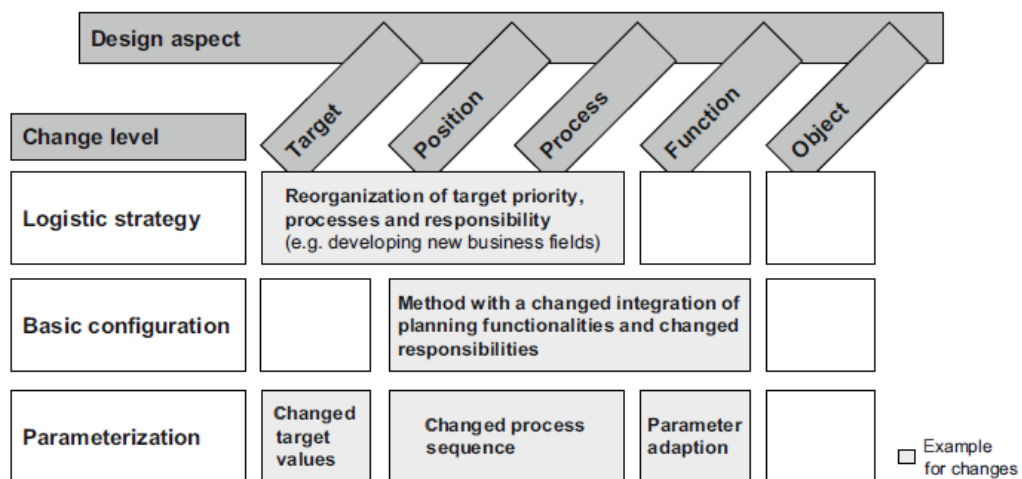 Design aspect
Target
Position
Process
Function
Object
Change level
Logistic strategy
Reorganization of target priority,
processes and responsibility
(e.g. developing new business fields)
Basic configuration
Method with a changed integration of
planning functionalities and changed
responsibilities
Parameterization
Changed
target
values
Changed process
sequence
Parameter
adaption
Example
for changes